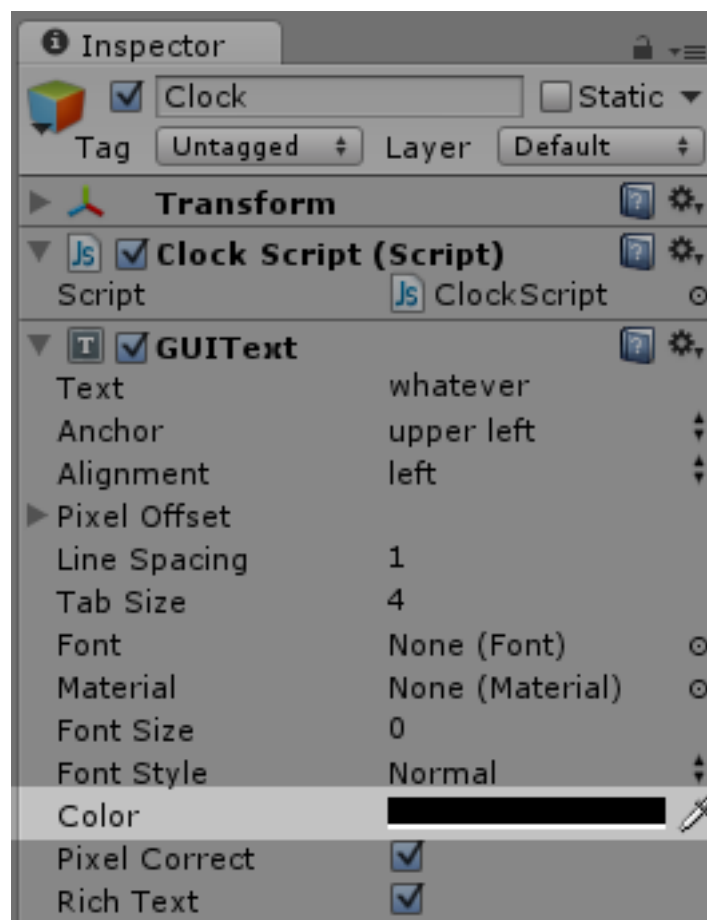 Inspector
Clock Static
Tag Untagged Layer Default
Transform
Js Clock Script (Script)
Script Js ClockScript
T GUIText
Text whatever
Anchor upper left
Alignment left
Pixel Offset
Line Spacing 1
Tab Size 4
Font None (Font)
Material None (Material)
Font Size 0
Font Style Normal
Color
Pixel Correct
Rich Text